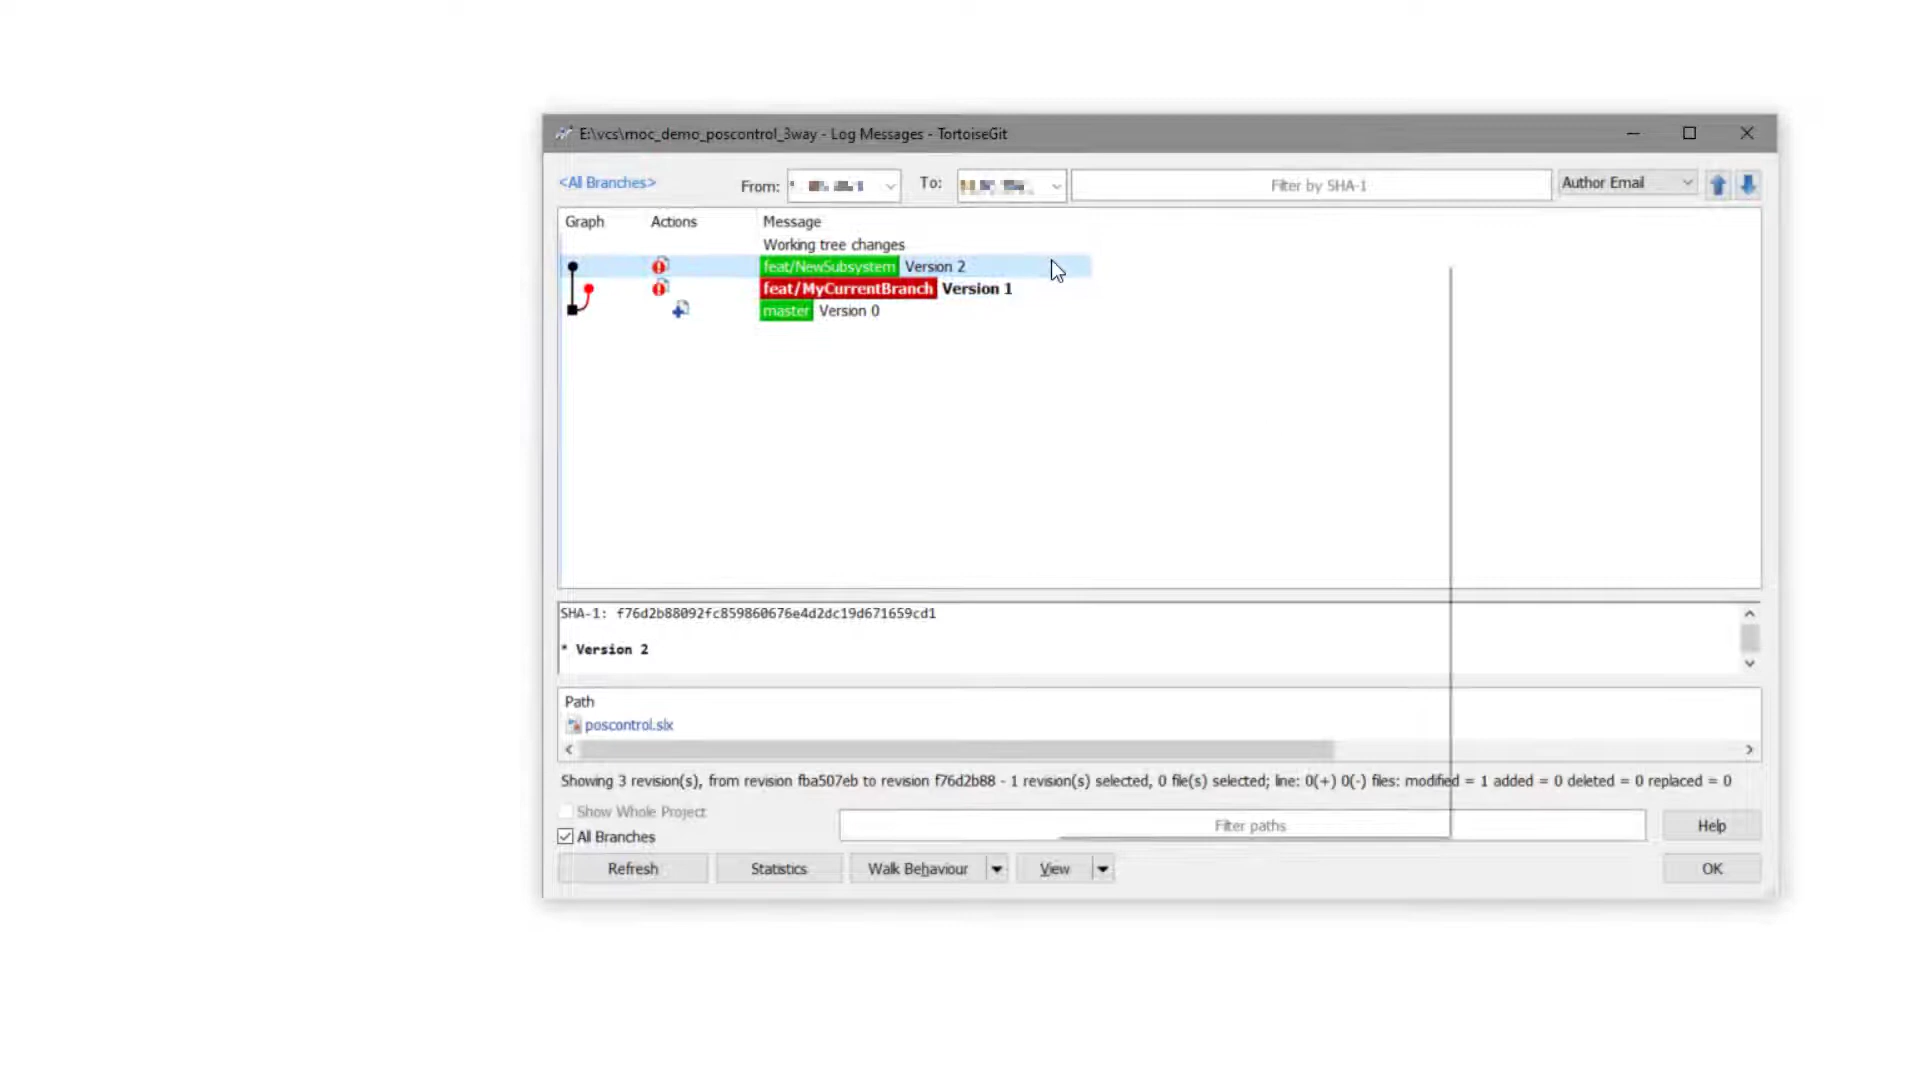 E:\vcs\moc_demo_poscontrol_3way - Log Messages - TortoiseGit
<All Branches> From: To: Filter by SHA-1 Author Email
Graph Actions Message
Working tree changes
feat/NewSubsystem Version 2
feat/MyCurrentBranch Version 1
master Version 0
SHA-1: f76d2b88092fc859860676e4d2dc19d671659cd1
* Version 2
Path
poscontrol.slx
Showing 3 revision(s), from revision fba507eb to revision f76d2b88 - 1 revision(s) selected, 0 file(s) selected; line: 0(+) 0(-) files: modified = 1 added = 0 deleted = 0 replaced = 0
Show Whole Project
All Branches
Filter paths
Help
Refresh Statistics Walk Behaviour View OK